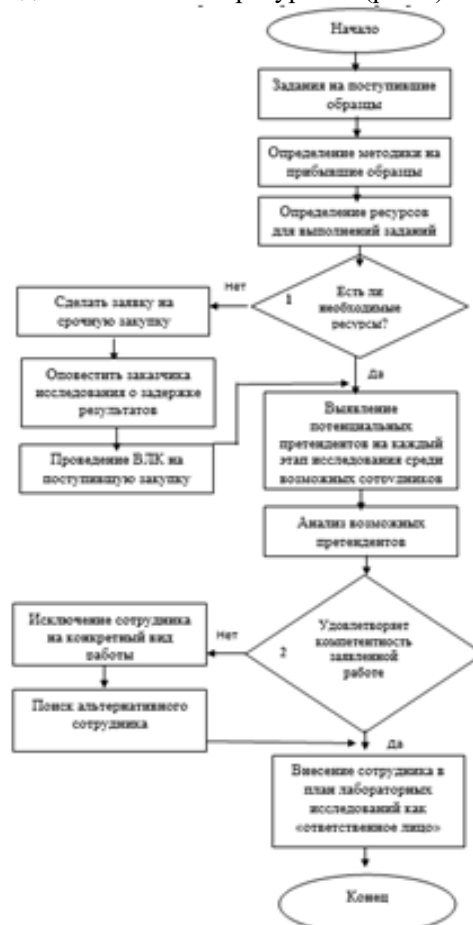 Начало
Задания на поступившие
образцы
Определение методики на
прибывшие образцы
Определение ресурсов
для выполнений заданий
1
Есть ли
необходимые
ресурсы?
Нет
Сделать заявку на
срочную закупку
Оповестить заказчика
исследования о задержке
результатов
Проведение ВЛК на
поступившую закупку
Да
Выявление
потенциальных
претендентов на каждый
этап исследования среди
возможных сотрудников
Анализ возможных
претендентов
2
Удовлетворяет
компетентность
заявленной
работе
Нет
Исключение сотрудника
на конкретный вид
работы
Поиск альтернативного
сотрудника
Да
Внесение сотрудника в
план лабораторных
исследований как
«ответственное лицо»
Конец